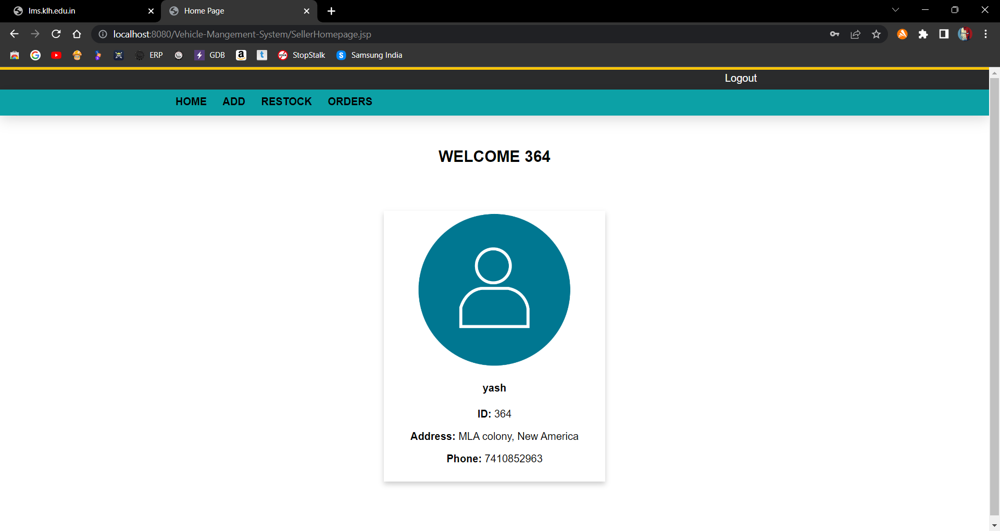 lms.klh.edu.in
Home Page
localhost:8080/Vehicle-Mangement-System/SellerHomepage.jsp
ERP GDB StopStalk Samsung India
Logout
HOME ADD RESTOCK ORDERS
WELCOME 364
yash
ID: 364
Address: MLA colony, New America
Phone: 7410852963